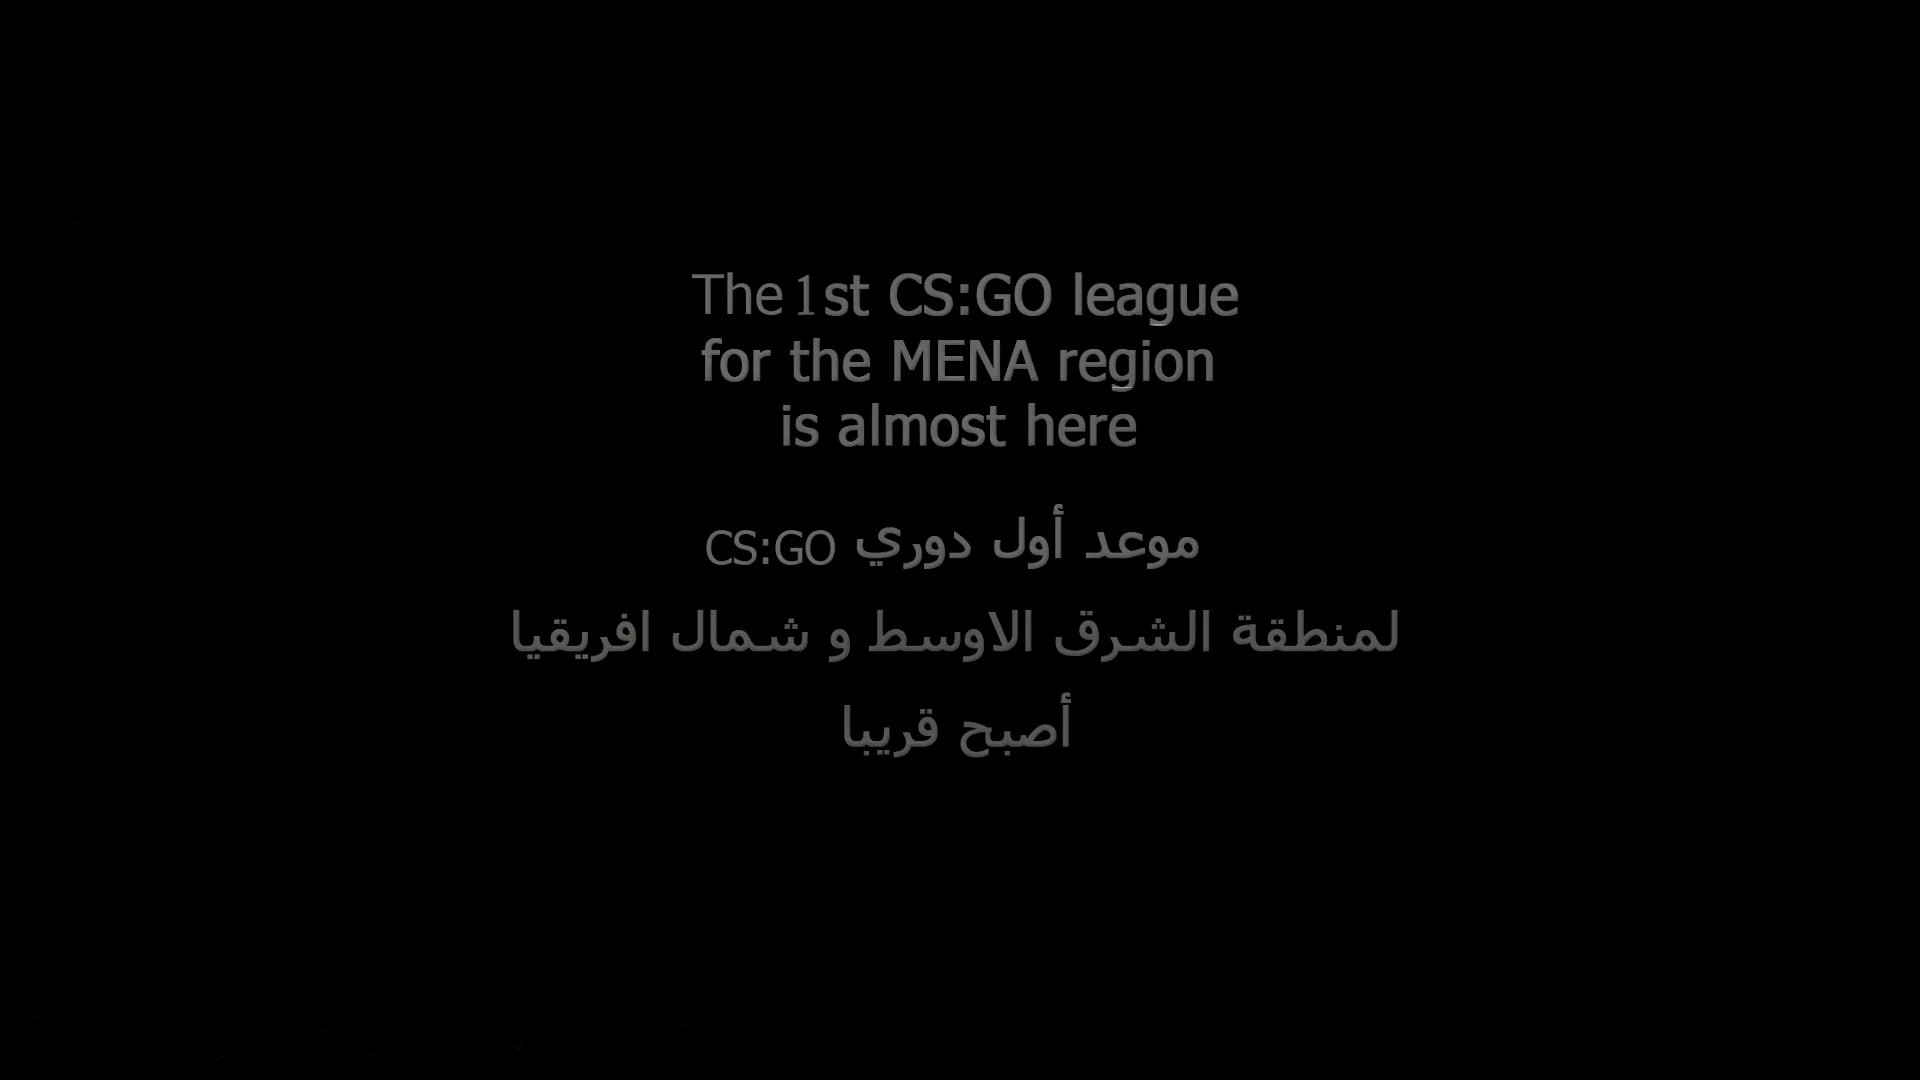 The 1st CS:GO league
for the MENA region
is almost here
موعد أول دوري CS:GO
لمنطقة الشرق الاوسط و شمال افريقيا
أصبح قريبا